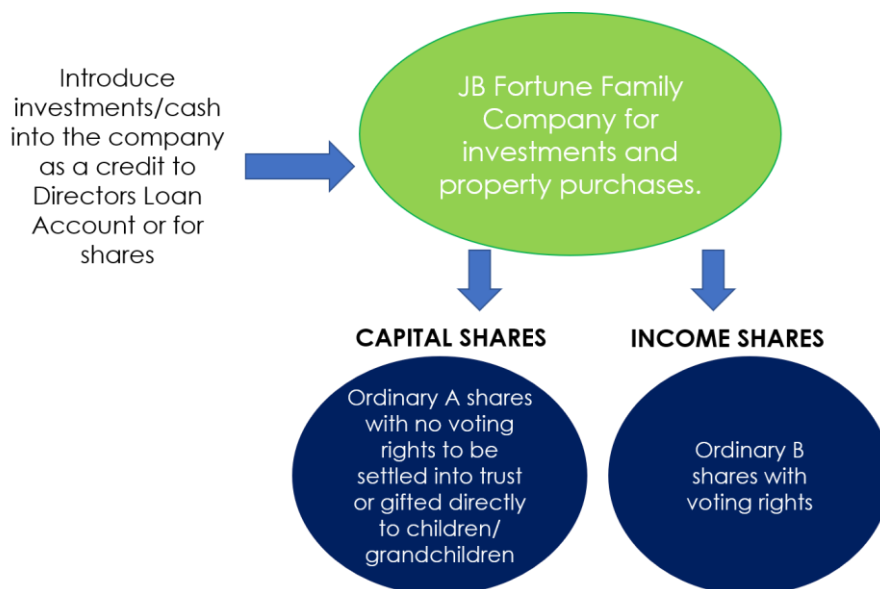 Introduce
investments/cash
into the company
as a credit to
Directors Loan
Account or for
shares
JB Fortune Family
Company for
investments and
property purchases.
CAPITAL SHARES
Ordinary A shares
with no voting
rights to be
settled into trust
or gifted directly
to children/
grandchildren
INCOME SHARES
Ordinary B
shares with
voting rights